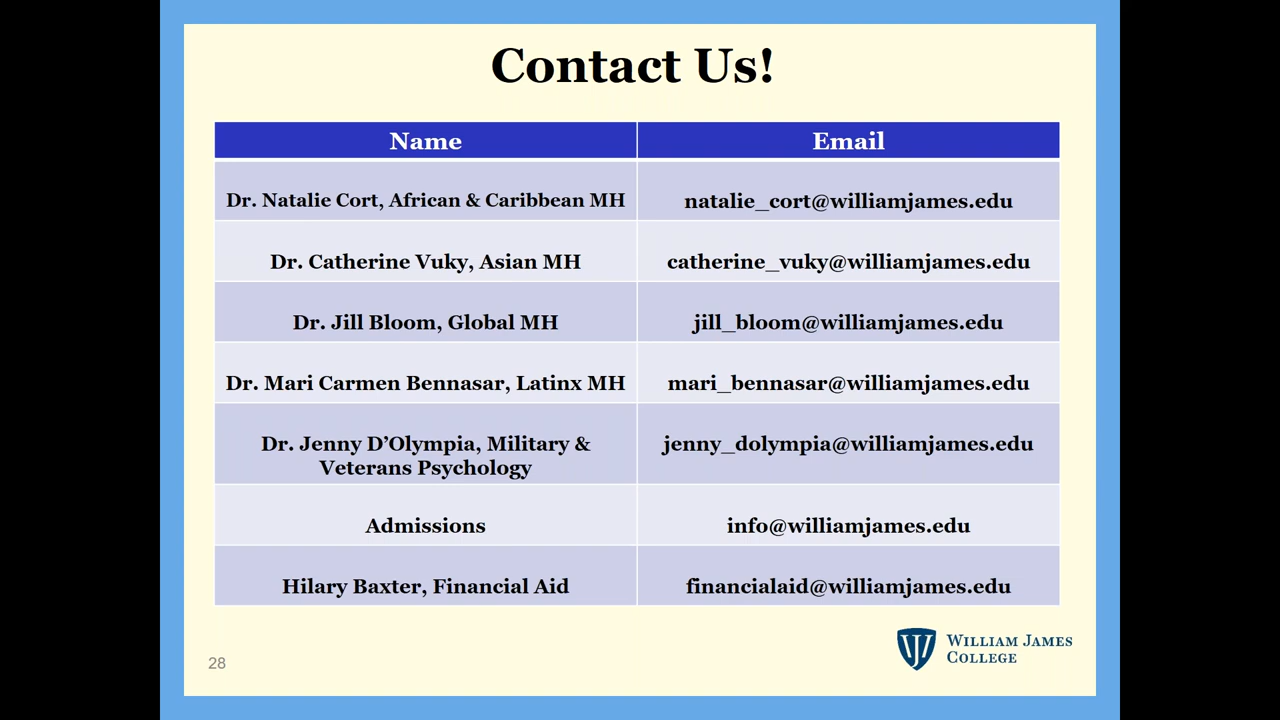 Contact Us!
Name
Email
Dr. Natalie Cort, African & Caribbean MH
natalie_cort@williamjames.edu
Dr. Catherine Vuky, Asian MH
catherine_vuky@williamjames.edu
Dr. Jill Bloom, Global MH
jill_bloom@williamjames.edu
Dr. Mari Carmen Bennasar, Latinx MH
mari_bennasar@williamjames.edu
Dr. Jenny D’Olympia, Military &
Veterans Psychology
jenny_dolympia@williamjames.edu
Admissions
info@williamjames.edu
Hilary Baxter, Financial Aid
financialaid@williamjames.edu
28
WILLIAM JAMES
COLLEGE